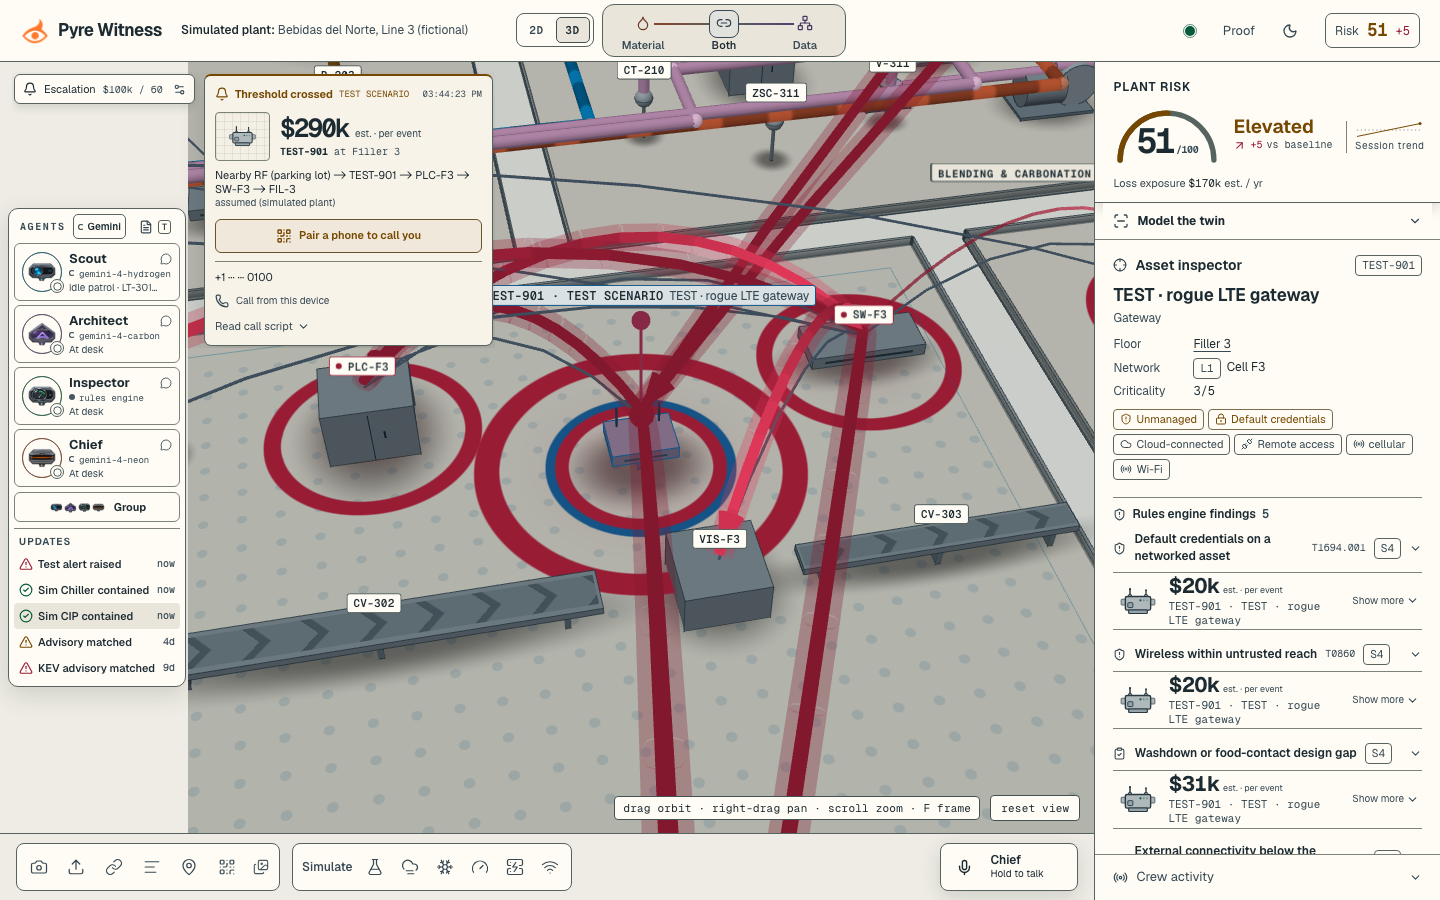 Pyre Witness
Simulated plant: Bebidas del Norte, Line 3 (fictional)
2D
3D
Material
Both
Data
Proof
Risk 51 +5
Escalation $100k / 60
AGENTS
C Gemini
T
Scout
C gemini-4-hydrogen
idle patrol · LT-301...
Architect
C gemini-4-carbon
At desk
Inspector
rules engine
At desk
Chief
C gemini-4-neon
At desk
Group
UPDATES
Test alert raised now
Sim Chiller contained now
Sim CIP contained now
Advisory matched 4d
KEV advisory matched 9d
Threshold crossed TEST SCENARIO 03:44:23 PM
$290k est. · per event
TEST-901 at Filler 3
Nearby RF (parking lot) → TEST-901 → PLC-F3 →
SW-F3 → FIL-3
assumed (simulated plant)
Pair a phone to call you
+1 ··· ··· 0100
Call from this device
Read call script
CT-210
ZSC-311
V-311
BLENDING & CARBONATION
EST-901 · TEST SCENARIO TEST · rogue LTE gateway
SW-F3
PLC-F3
VIS-F3
CV-303
CV-302
drag orbit · right-drag pan · scroll zoom · F frame
reset view
Simulate
Chief
Hold to talk
PLANT RISK
51/100
Elevated
+5 vs baseline
Session trend
Loss exposure $170k est. / yr
Model the twin
Asset inspector
TEST-901
TEST · rogue LTE gateway
Gateway
Floor Filler 3
Network L1 Cell F3
Criticality 3/5
Unmanaged
Default credentials
Cloud-connected
Remote access
cellular
Wi-Fi
Rules engine findings 5
Default credentials on a
networked asset
T1694.001
S4
$20k est. · per event
TEST-901 · TEST · rogue
LTE gateway
Show more
Wireless within untrusted reach T0860 S4
$20k est. · per event
TEST-901 · TEST · rogue
LTE gateway
Show more
Washdown or food-contact design gap S4
$31k est. · per event
TEST-901 · TEST · rogue
LTE gateway
Show more
External connectivity below the
Crew activity